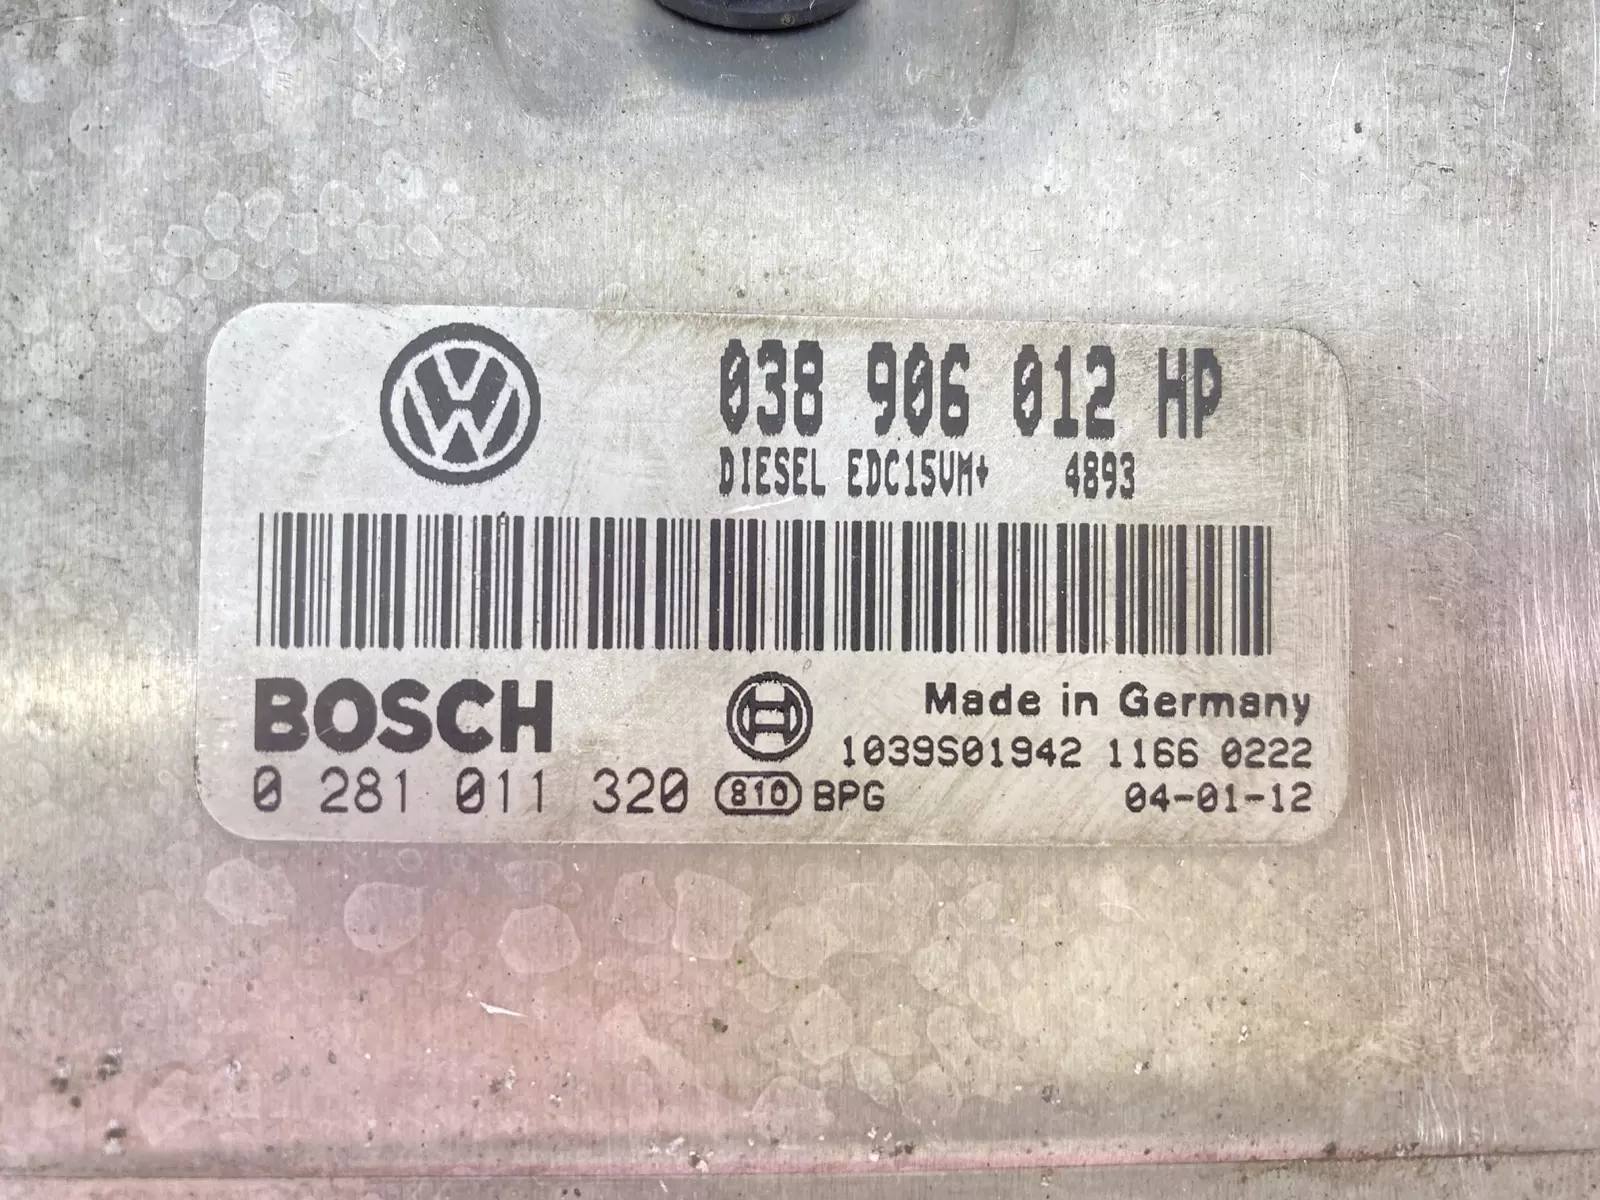 038 906 012 HP
DIESEL EDC15VM+ 4893
BOSCH
Made in Germany
1039S01942 1166 0222
0 281 011 320 810 BPG 04-01-12